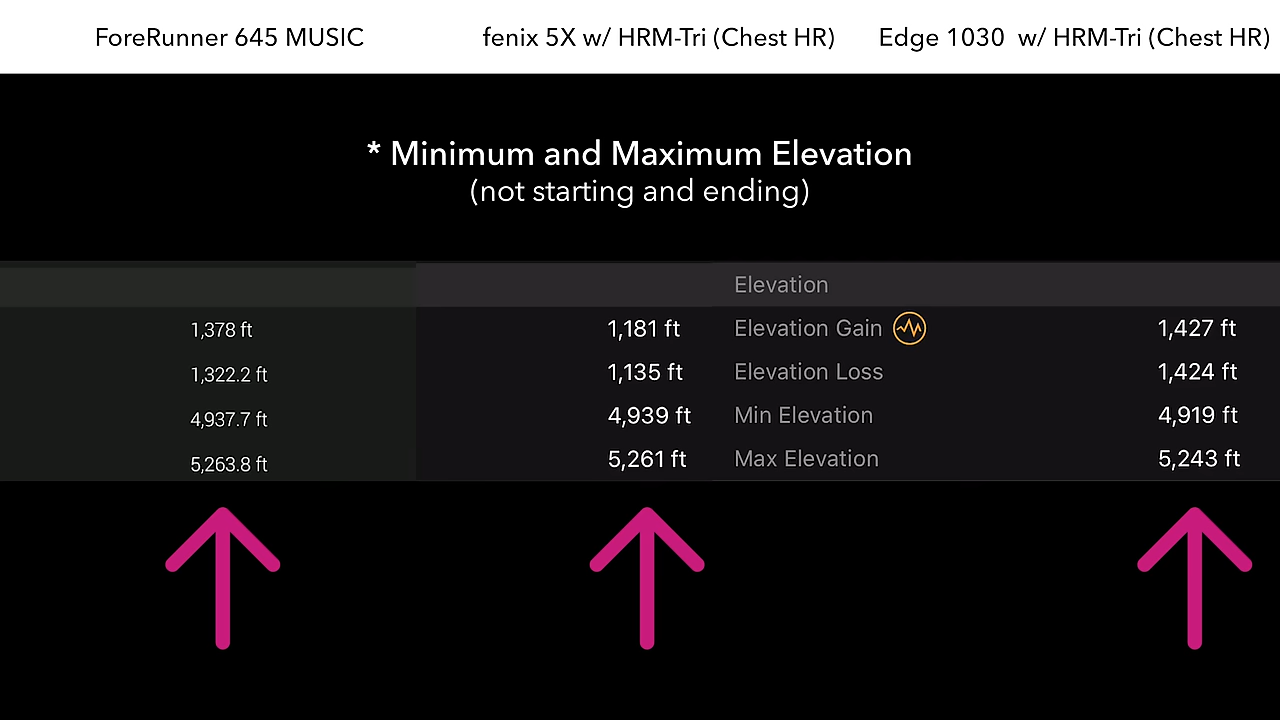 ForeRunner 645 MUSIC fenix 5X w/ HRM-Tri (Chest HR) Edge 1030 w/ HRM-Tri (Chest HR)
* Minimum and Maximum Elevation
(not starting and ending)
Elevation
1,378 ft 1,181 ft Elevation Gain 1,427 ft
1,322.2 ft 1,135 ft Elevation Loss 1,424 ft
4,937.7 ft 4,939 ft Min Elevation 4,919 ft
5,263.8 ft 5,261 ft Max Elevation 5,243 ft